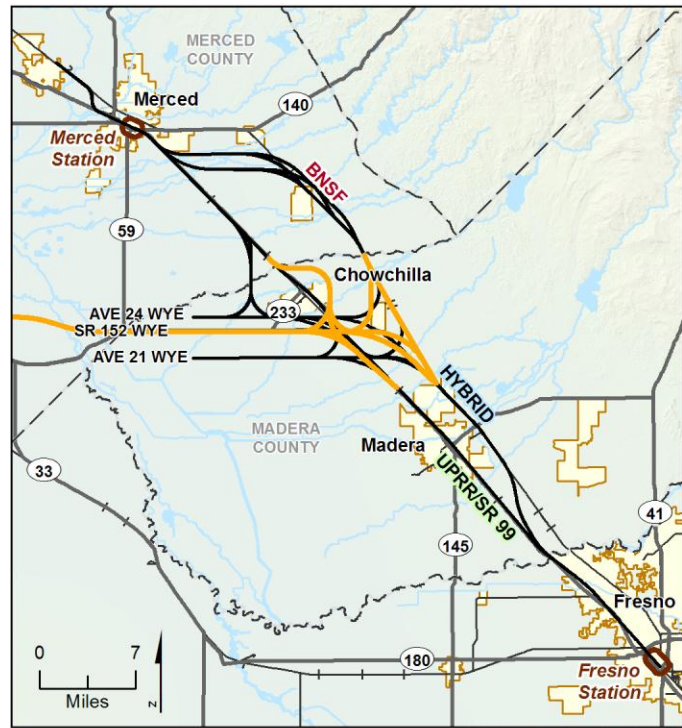 MERCED
COUNTY
Merced
140
Merced
Station
BNSF
59
Chowchilla
AVE 24 WYE
233
SR 152 WYE
AVE 21 WYE
HYBRID
MADERA
COUNTY
Madera
UPRR/SR 99
33
41
145
Fresno
0 7
Miles
N
180
Fresno
Station